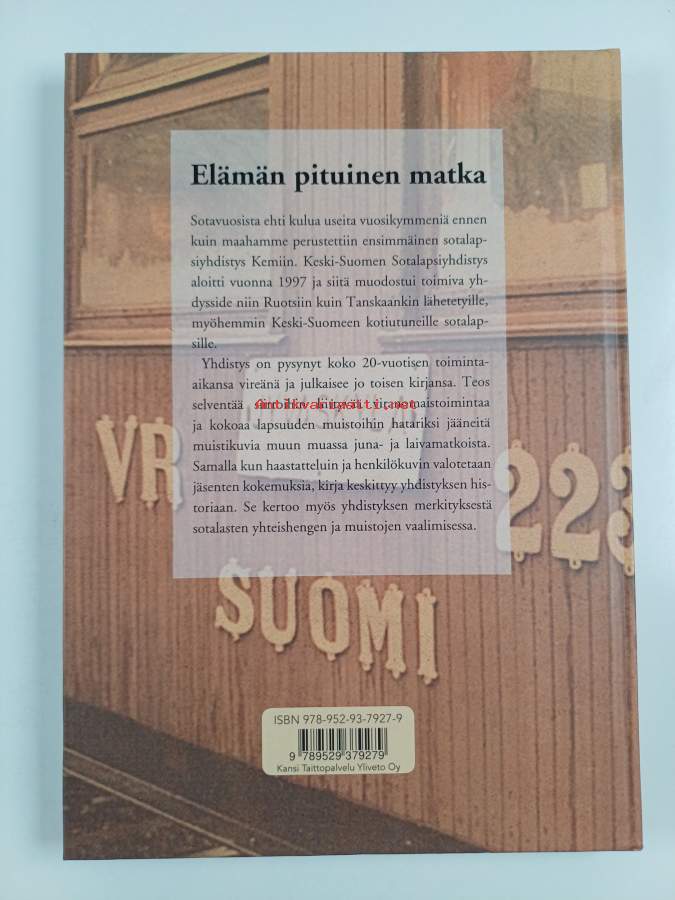 Elämän pituinen matka
Sotavuosista ehti kulua useita vuosikymmeniä ennen
kuin maahamme perustettiin ensimmäinen sotalap-
siyhdistys Kemiin. Keski-Suomen Sotalapsiyhdistys
aloitti vuonna 1997 ja siitä muodostui toimiva yh-
dysside niin Ruotsiin kuin Tanskaankin lähetetyille,
myöhemmin Keski-Suomeen kotiutuneille sotalap-
sille.
Yhdistys on pysynyt koko 20-vuotisen toiminta-
aikansa vireänä ja julkaisee jo toisen kirjansa. Teos
selventää
antikvariaatti.net
ja kokoaa lapsuuden muistoihin hatariksi jääneitä
muistikuvia muun muassa juna- ja laivamatkoista.
Samalla kun haastatteluin ja henkilökuvin valotetaan
jäsenten kokemuksia, kirja keskittyy yhdistyksen his-
toriaan. Se kertoo myös yhdistyksen merkityksestä
sotalasten yhteishengen ja muistojen vaalimisessa.
VR
223
SUOMI
ISBN 978-952-93-7927-9
9 789529 379279
Kansi Taittopalvelu Yliveto Oy